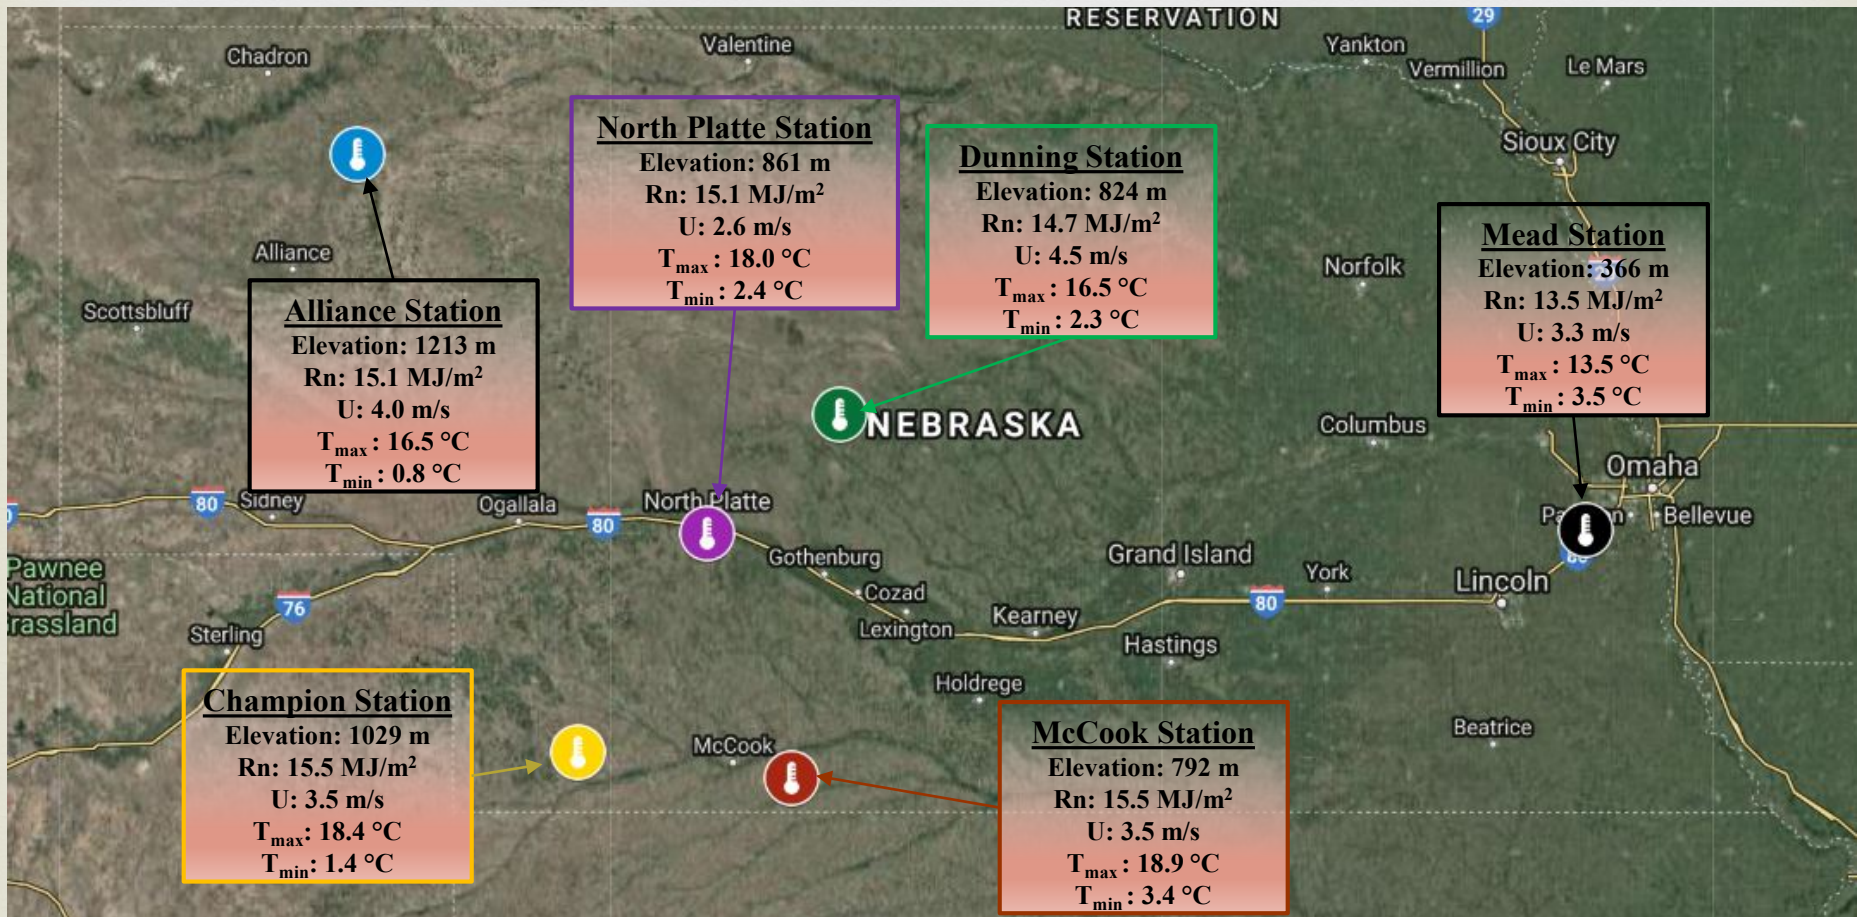 RESERVATION
29
Chadron
Valentine
Yankton
Vermillion
Le Mars
Sioux City
North Platte Station
Elevation: 861 m
Rn: 15.1 MJ/m²
U: 2.6 m/s
Tmax : 18.0 °C
Tmin : 2.4 °C
Dunning Station
Elevation: 824 m
Rn: 14.7 MJ/m²
U: 4.5 m/s
Tmax : 16.5 °C
Tmin : 2.3 °C
Mead Station
Elevation: 366 m
Rn: 13.5 MJ/m²
U: 3.3 m/s
Tmax : 13.5 °C
Tmin : 3.5 °C
Alliance
Scottsbluff
Norfolk
Alliance Station
Elevation: 1213 m
Rn: 15.1 MJ/m²
U: 4.0 m/s
Tmax : 16.5 °C
Tmin : 0.8 °C
NEBRASKA
Columbus
Omaha
80
Sidney
Ogallala
80
North Platte
Bellevue
Pawnee
National
Grassland
76
Sterling
Gothenburg
Cozad
Lexington
Kearney
Grand Island
80
York
Lincoln
Hastings
Holdrege
Beatrice
McCook
Champion Station
Elevation: 1029 m
Rn: 15.5 MJ/m²
U: 3.5 m/s
Tmax: 18.4 °C
Tmin: 1.4 °C
McCook Station
Elevation: 792 m
Rn: 15.5 MJ/m²
U: 3.5 m/s
Tmax : 18.9 °C
Tmin : 3.4 °C